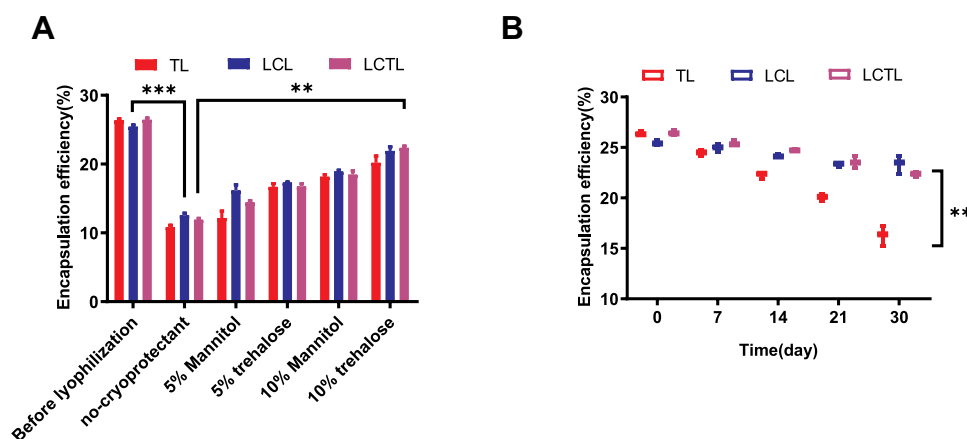 A
TL LCL LCTL
*** **
Encapsulation efficiency(%)
30
20
10
0
Before lyophilization
no-cryoprotectant
5% Mannitol
5% trehalose
10% Mannitol
10% trehalose
B
TL LCL LCTL
Encapsulation efficiency(%)
30
25
20
15
10
**
0 7 14 21 30
Time(day)